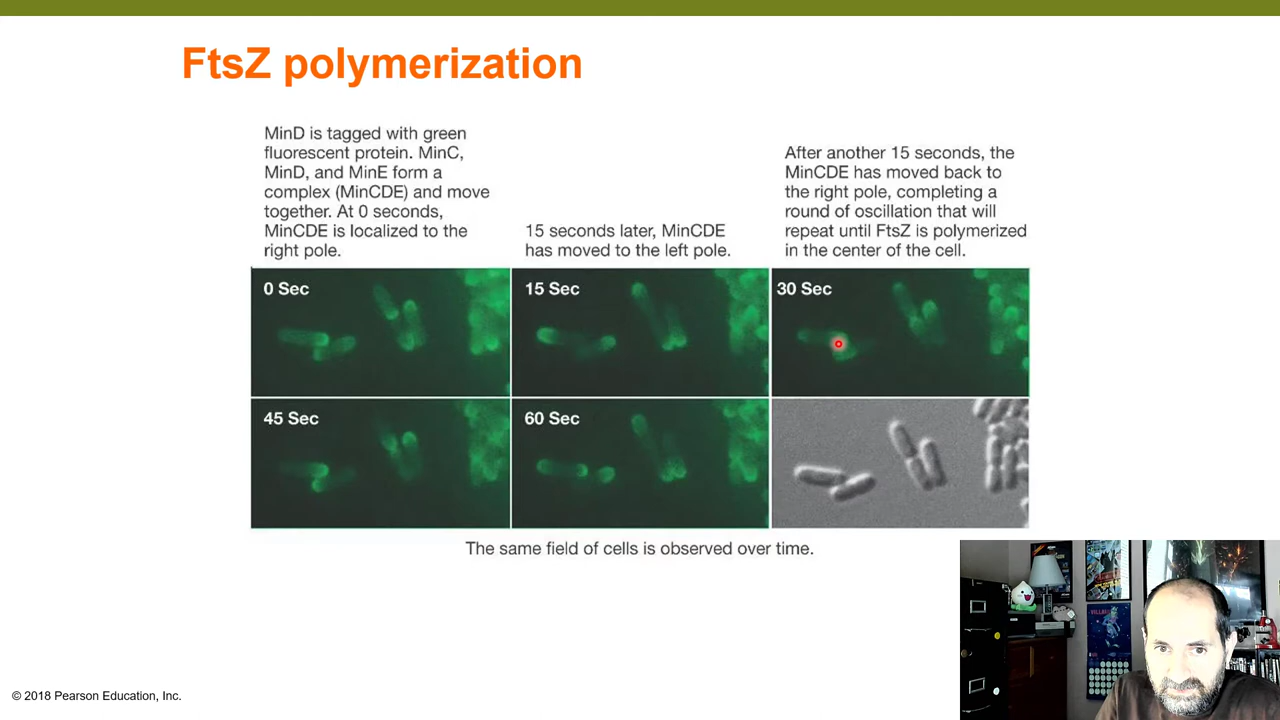 FtsZ polymerization
MinD is tagged with green
fluorescent protein. MinC,
MinD, and MinE form a
complex (MinCDE) and move
together. At 0 seconds,
MinCDE is localized to the
right pole.
15 seconds later, MinCDE
has moved to the left pole.
After another 15 seconds, the
MinCDE has moved back to
the right pole, completing a
round of oscillation that will
repeat until FtsZ is polymerized
in the center of the cell.
0 Sec
15 Sec
30 Sec
45 Sec
60 Sec
The same field of cells is observed over time.
© 2018 Pearson Education, Inc.